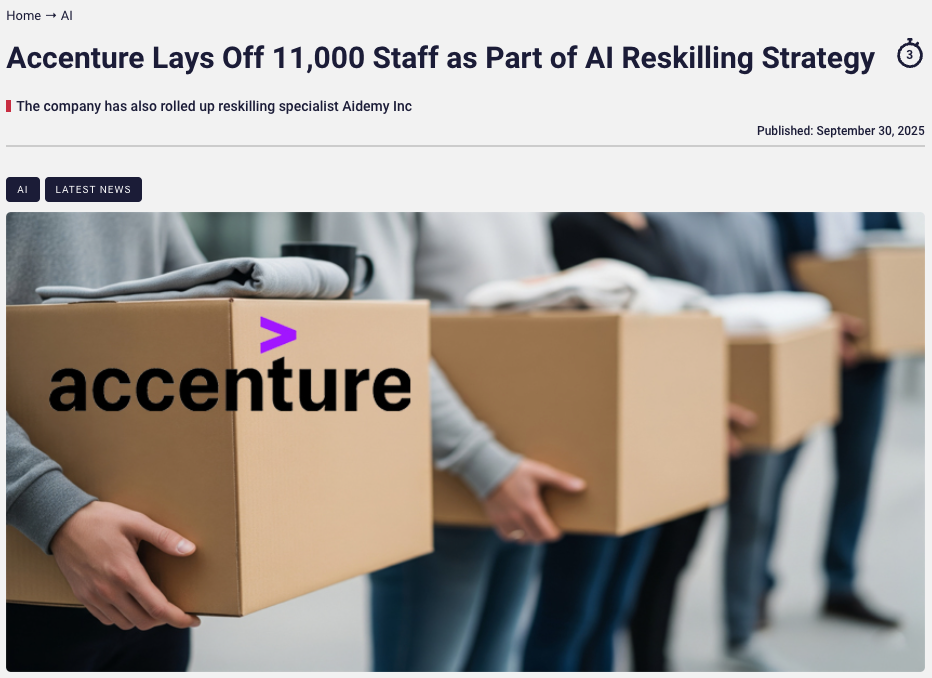 Home → AI
Accenture Lays Off 11,000 Staff as Part of AI Reskilling Strategy
3
The company has also rolled up reskilling specialist Aidemy Inc
Published: September 30, 2025
AI LATEST NEWS
>
accenture